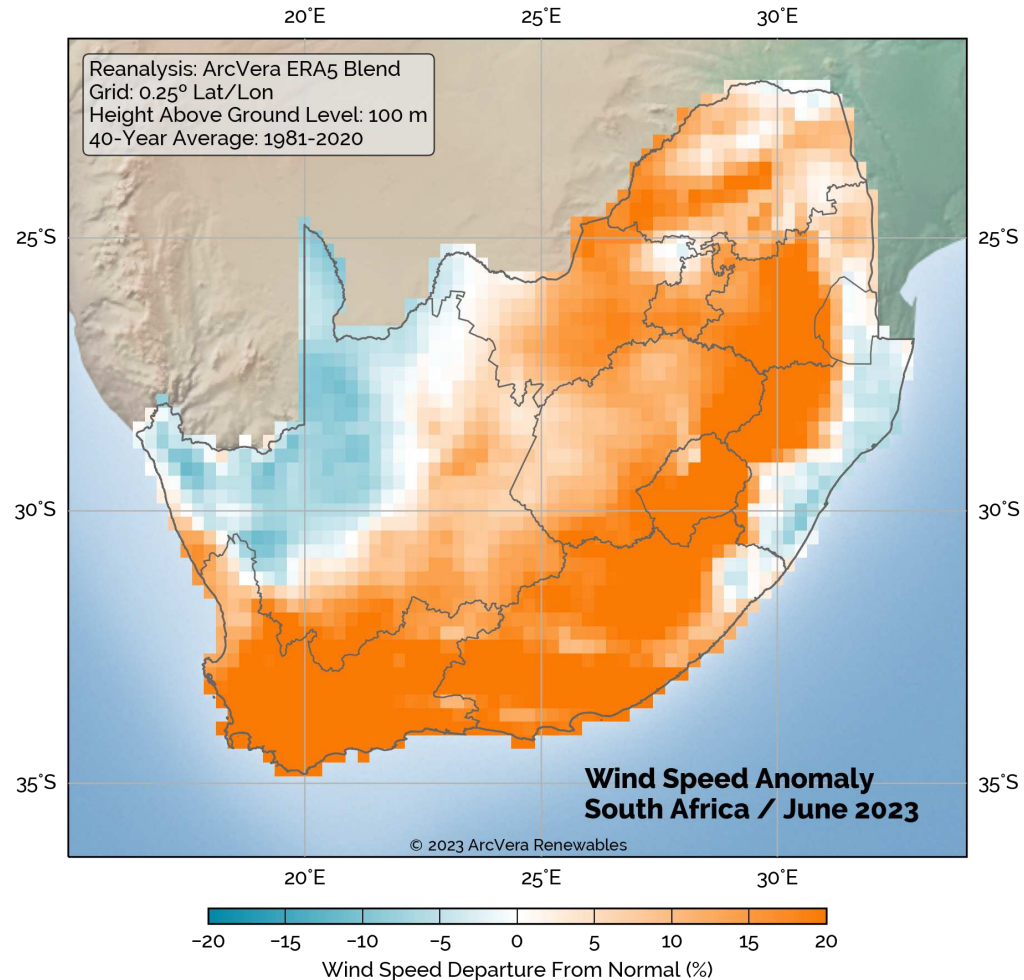 20°E 25°E 30°E
Reanalysis: ArcVera ERA5 Blend
Grid: 0.25º Lat/Lon
Height Above Ground Level: 100 m
40-Year Average: 1981-2020
25°S 25°S
30°S 30°S
35°S 35°S
Wind Speed Anomaly
South Africa / June 2023
© 2023 ArcVera Renewables
20°E 25°E 30°E
−20 −15 −10 −5 0 5 10 15 20
Wind Speed Departure From Normal (%)